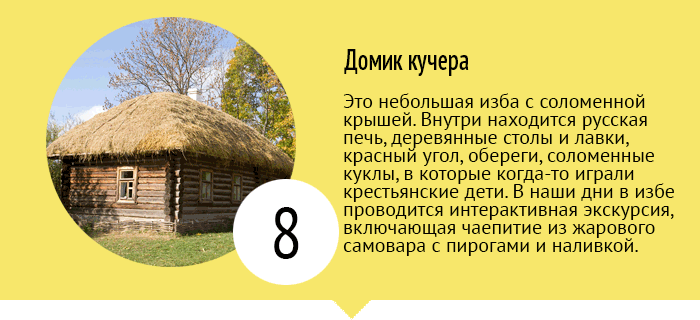 Домик кучера
Это небольшая изба с соломенной
крышей. Внутри находится русская
печь, деревянные столы и лавки,
красный угол, обереги, соломенные
куклы, в которые когда-то играли
крестьянские дети. В наши дни в избе
проводится интерактивная экскурсия,
включающая чаепитие из жарового
самовара с пирогами и наливкой.
8